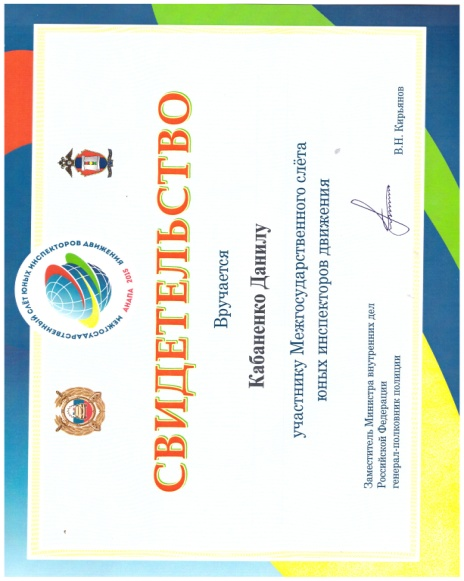 МЕЖГОСУДАРСТВЕННЫЙ СЛЁТ ЮНЫХ ИНСПЕКТОРОВ ДВИЖЕНИЯ
АНАПА 2015
СВИДЕТЕЛЬСТВО
Вручается
Кабаненко Данилу
участнику Межгосударственного слёта
юных инспекторов движения
Заместитель Министра внутренних дел
Российской Федерации
генерал-полковник полиции
В.Н. Кирьянов